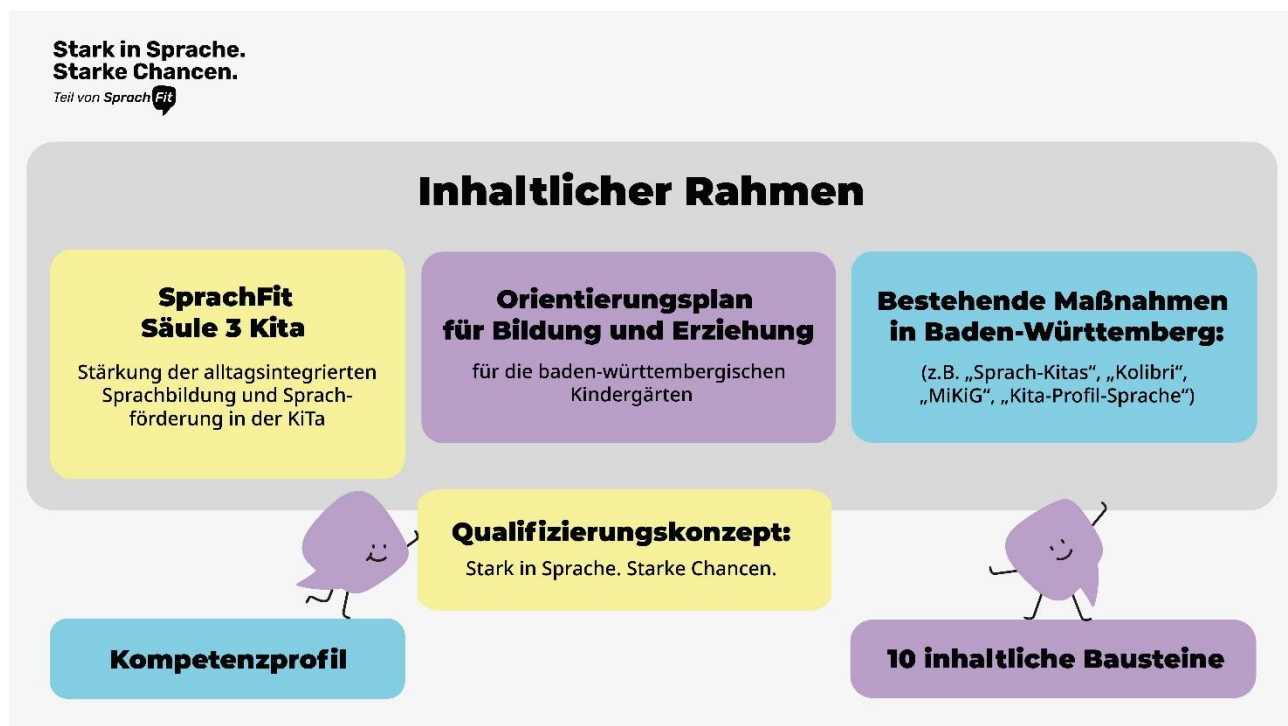 Stark in Sprache.
Starke Chancen.
Teil von SprachFit
Inhaltlicher Rahmen
SprachFit
Säule 3 Kita
Stärkung der alltagsintegrierten
Sprachbildung und Sprach-
förderung in der KiTa
Orientierungsplan
für Bildung und Erziehung
für die baden-württembergischen
Kindergärten
Bestehende Maßnahmen
in Baden-Württemberg:
(z.B. „Sprach-Kitas“, „Kolibri“,
„MiKiG“, „Kita-Profil-Sprache“)
Qualifizierungskonzept:
Stark in Sprache. Starke Chancen.
Kompetenzprofil
10 inhaltliche Bausteine